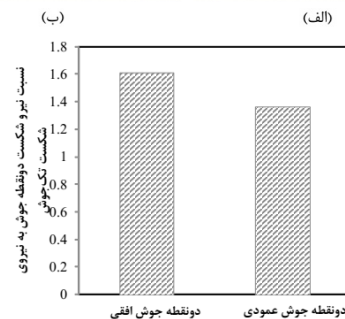 (الف)
(ب)
نسبت نیرو شکست دونقطه جوش به نیروی
شکست تک‌جوش
1.8
1.6
1.4
1.2
1
0.8
0.6
0.4
0.2
0
دونقطه جوش افقی
دونقطه جوش عمودی